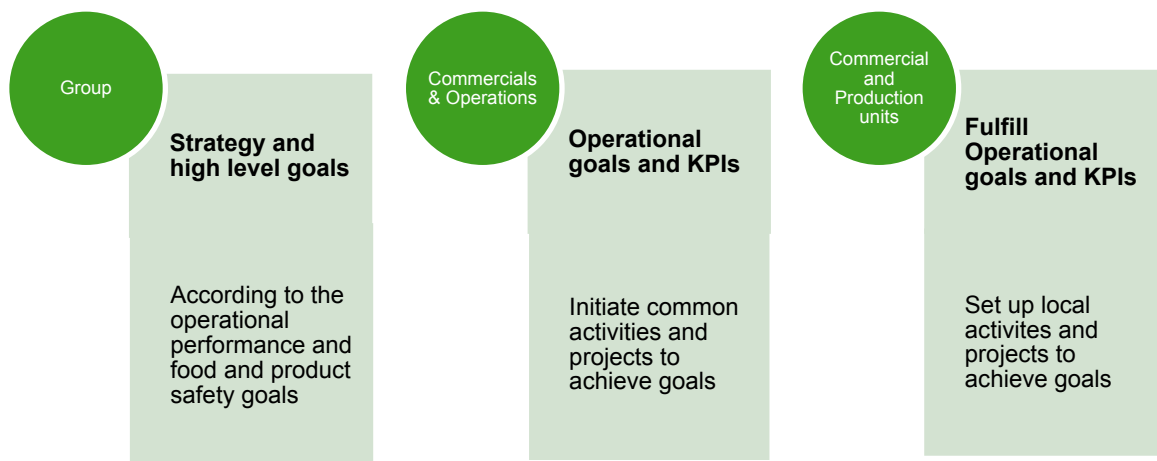 Group
Strategy and
high level goals
According to the
operational
performance and
food and product
safety goals
Commercials
& Operations
Operational
goals and KPIs
Initiate common
activities and
projects to
achieve goals
Commercial
and
Production
units
Fulfill
Operational
goals and KPIs
Set up local
activites and
projects to
achieve goals